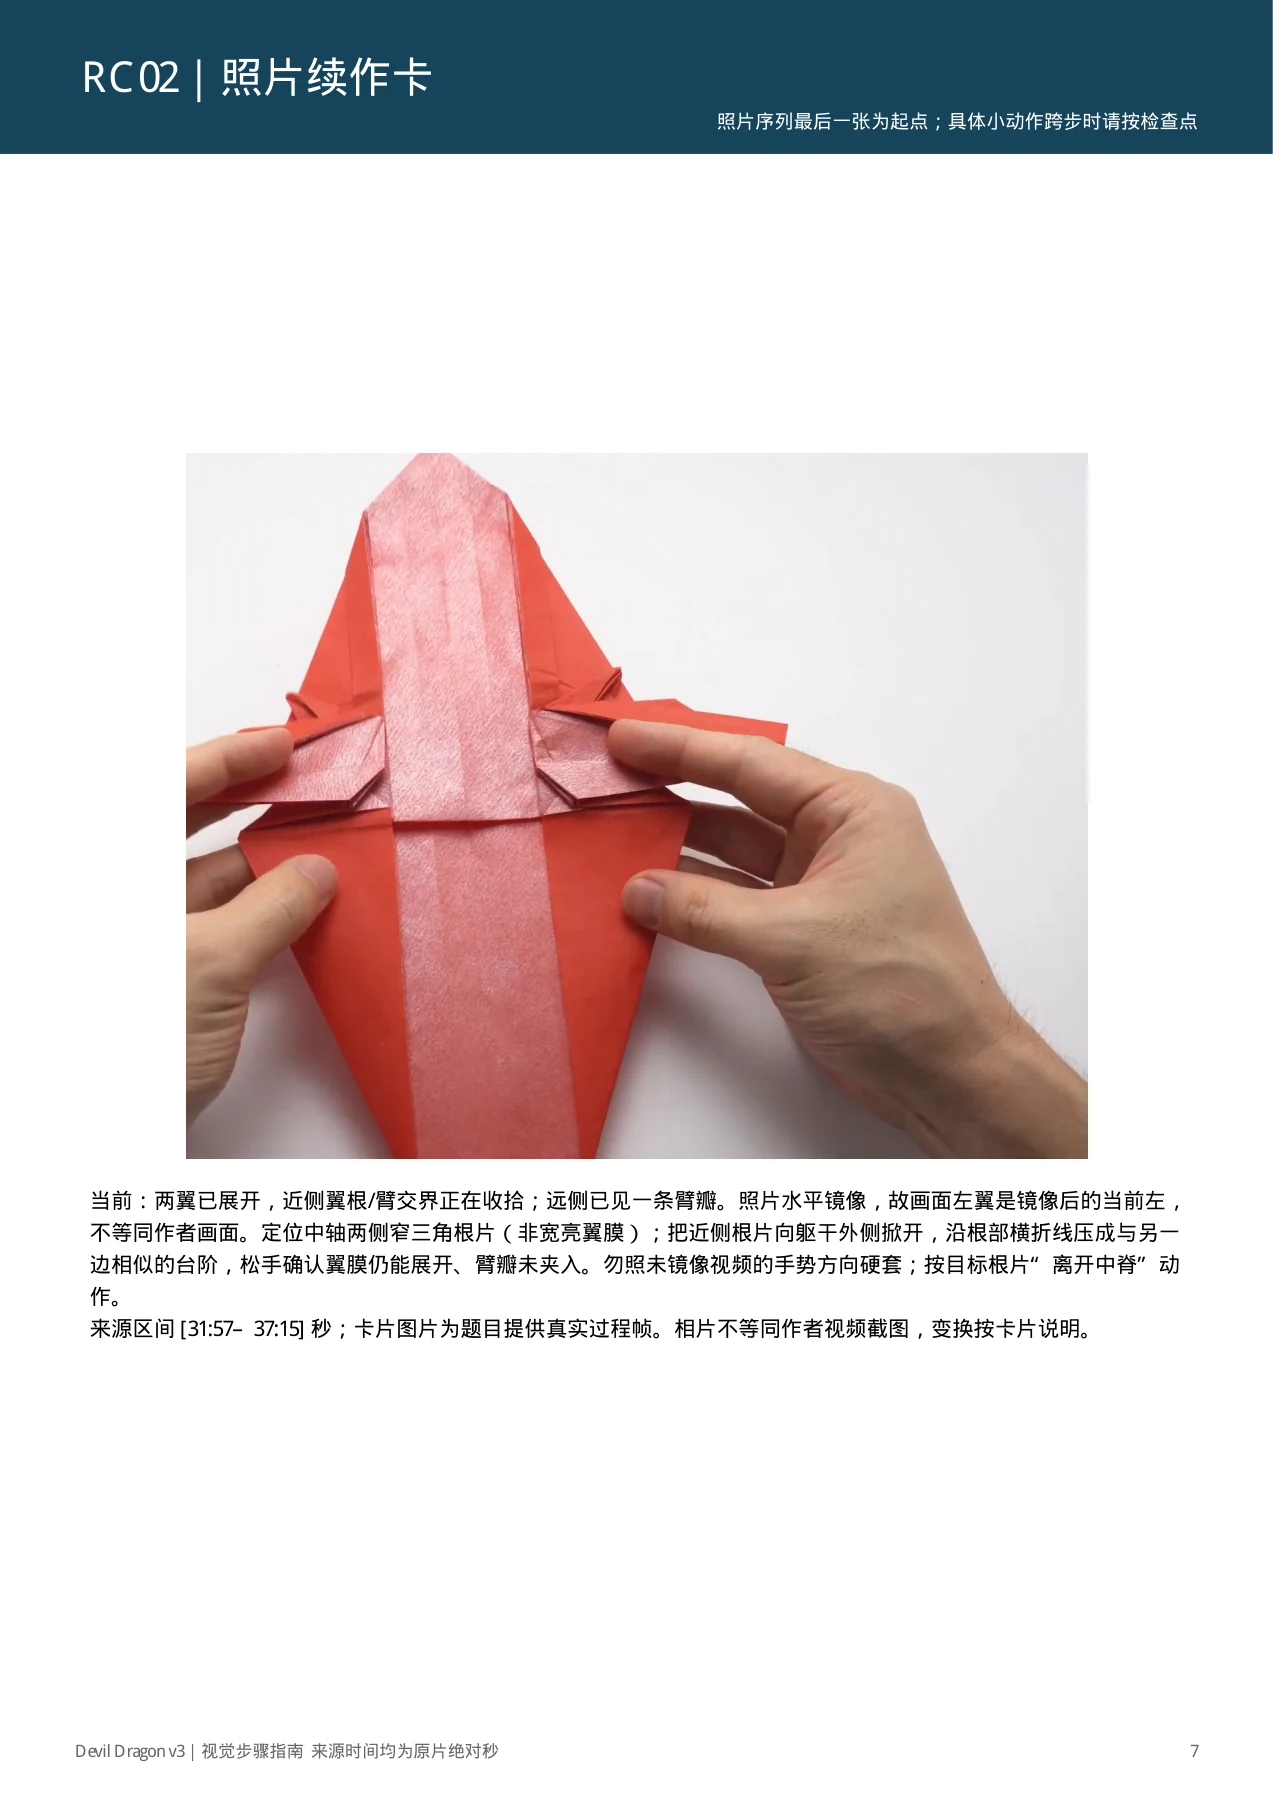 RC02｜照片续作卡
照片序列最后一张为起点；具体小动作跨步时请按检查点
当前：两翼已展开，近侧翼根/臂交界正在收拾；远侧已见一条臂瓣。照片水平镜像，故画面左翼是镜像后的当前左，
不等同作者画面。定位中轴两侧窄三角根片（非宽亮翼膜）；把近侧根片向躯干外侧掀开，沿根部横折线压成与另一
边相似的台阶，松手确认翼膜仍能展开、臂瓣未夹入。勿照未镜像视频的手势方向硬套；按目标根片“离开中脊”动
作。
来源区间 [31:57–37:15] 秒；卡片图片为题目提供真实过程帧。相片不等同作者视频截图，变换按卡片说明。
Devil Dragon v3｜视觉步骤指南 来源时间均为原片绝对秒
7